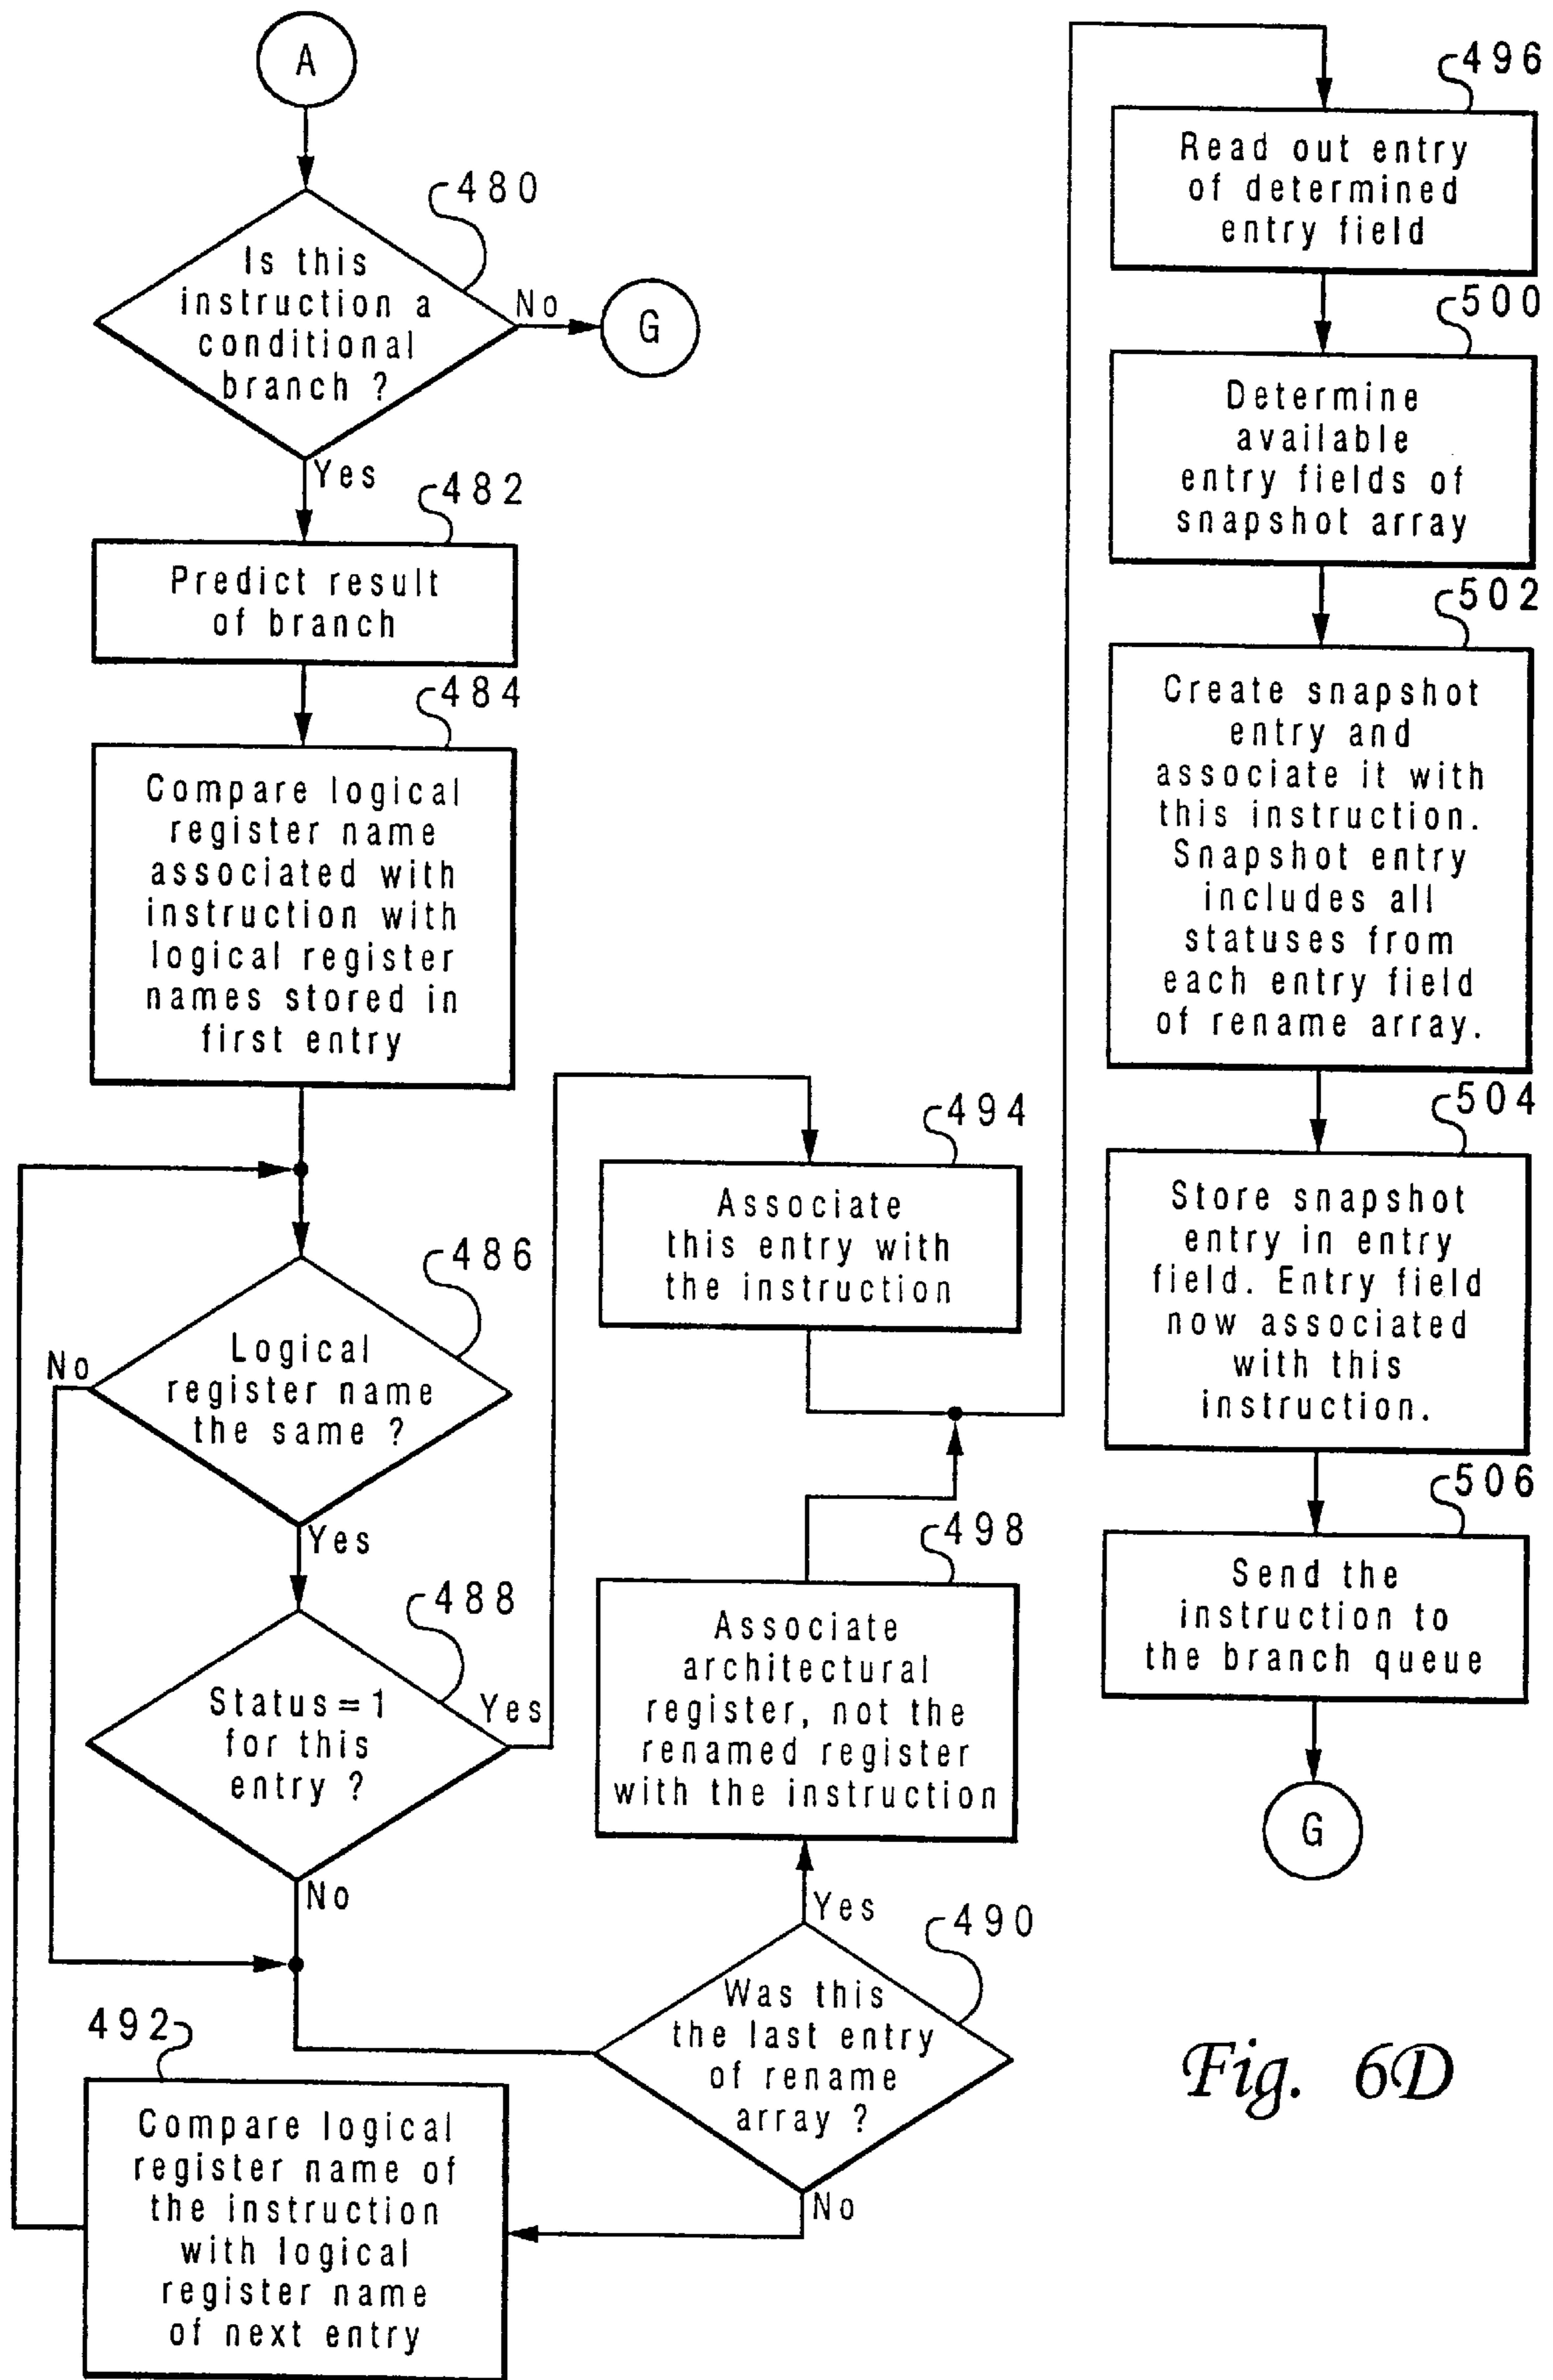 A
480
Is this
instruction a
conditional
branch ?
No
G
Yes
482
Predict result
of branch
484
Compare logical
register name
associated with
instruction with
logical register
names stored in
first entry
486
Logical
register name
the same ?
No
Yes
488
Status=1
for this
entry ?
Yes
No
490
Was this
the last entry
of rename
array ?
Yes
No
492
Compare logical
register name of
the instruction
with logical
register name
of next entry
494
Associate
this entry with
the instruction
498
Associate
architectural
register, not the
renamed register
with the instruction
496
Read out entry
of determined
entry field
500
Determine
available
entry fields of
snapshot array
502
Create snapshot
entry and
associate it with
this instruction.
Snapshot entry
includes all
statuses from
each entry field
of rename array.
504
Store snapshot
entry in entry
field. Entry field
now associated
with this
instruction.
506
Send the
instruction to
the branch queue
G
Fig. 6D